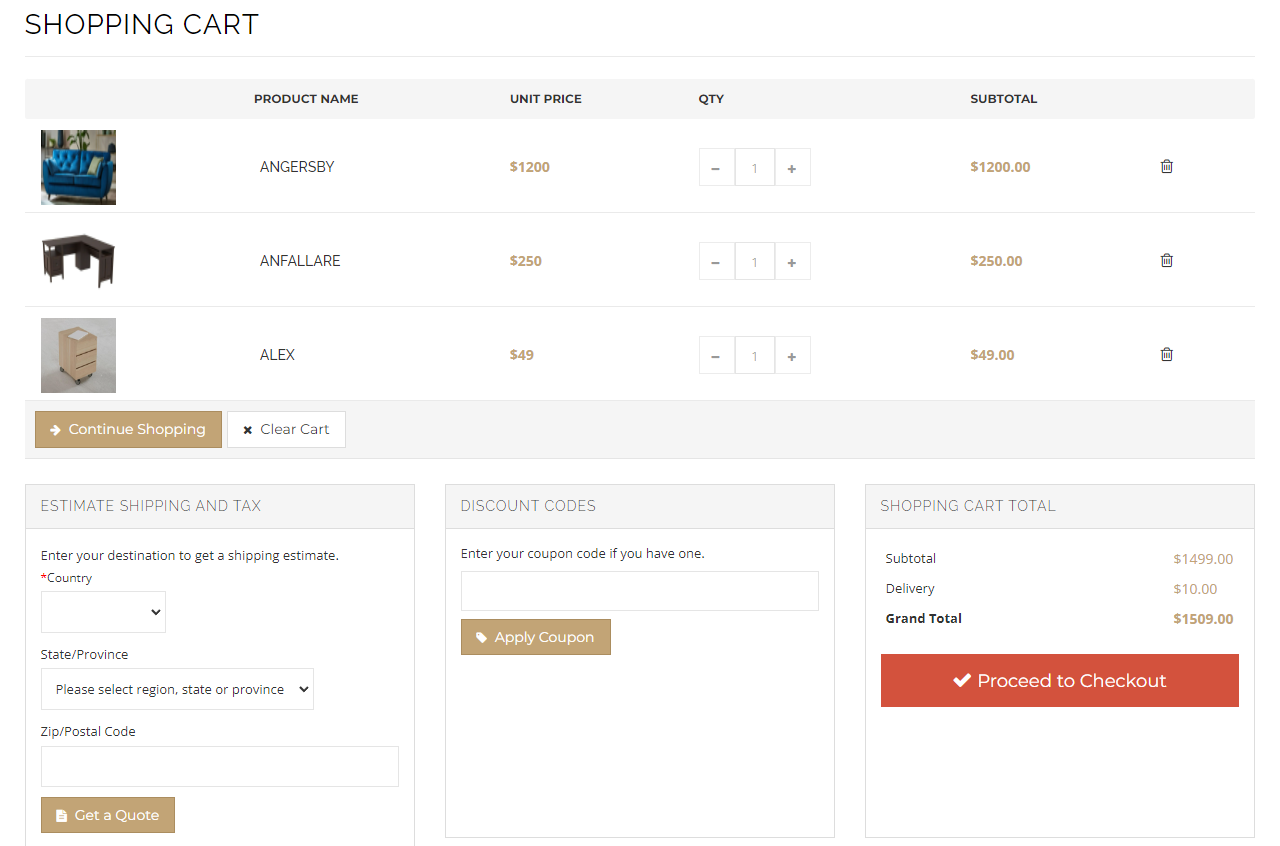 SHOPPING CART
PRODUCT NAME UNIT PRICE QTY SUBTOTAL
ANGERSBY $1200 − 1 + $1200.00
ANFALLARE $250 − 1 + $250.00
ALEX $49 − 1 + $49.00
Continue Shopping Clear Cart
ESTIMATE SHIPPING AND TAX
Enter your destination to get a shipping estimate.
*Country
State/Province
Please select region, state or province
Zip/Postal Code
Get a Quote
DISCOUNT CODES
Enter your coupon code if you have one.
Apply Coupon
SHOPPING CART TOTAL
Subtotal $1499.00
Delivery $10.00
Grand Total $1509.00
Proceed to Checkout